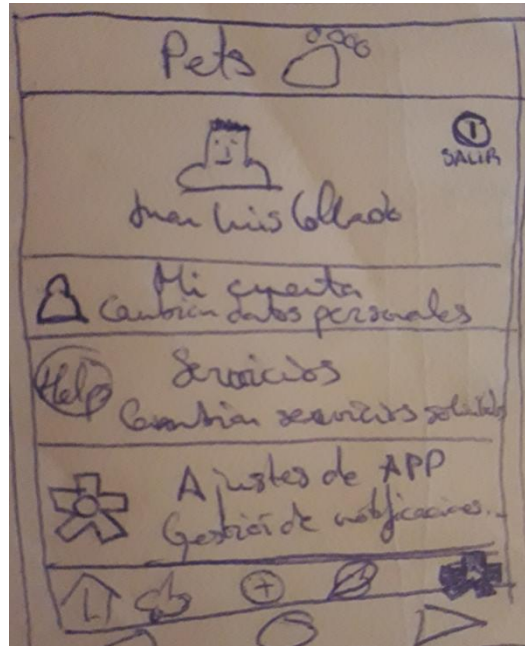 Pets
SALIR
Juan Luis Collado
Mi cuenta
Cambiar datos personales
Help
Servicios
Cambiar servicios
Ajustes de APP
Gestión de notificaciones...